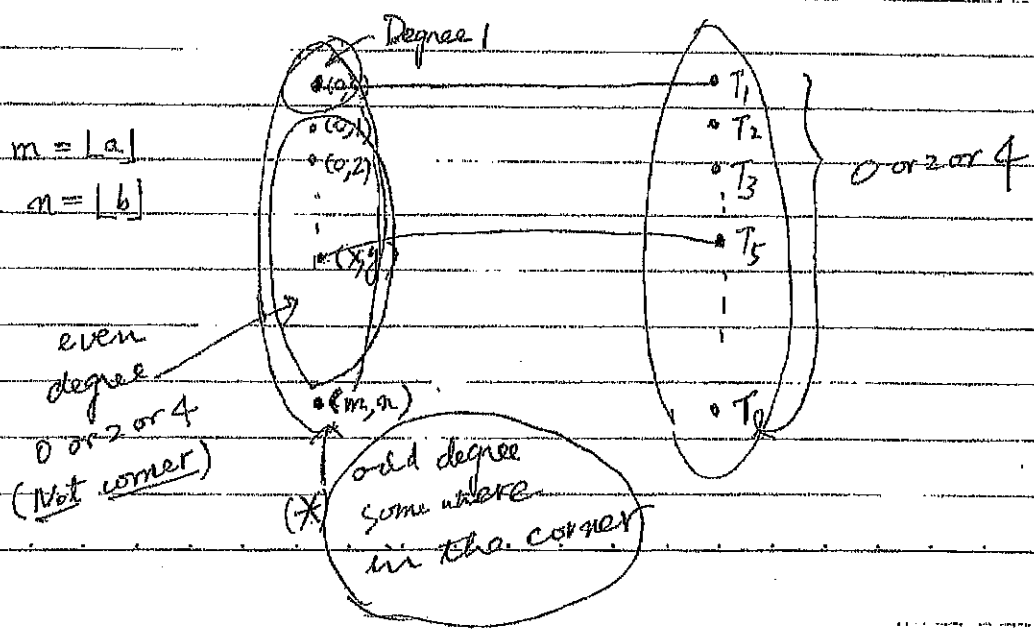 Degree 1
(0,0) T₁
(0,1) T₂
m = ⌊a⌋
(0,2) T₃
0 or 2 or 4
n = ⌊b⌋
(x,y) T₅
even
degree
0 or 2 or 4
(Not corner)
(m,n)
(*)
odd degree
some where
in the corner